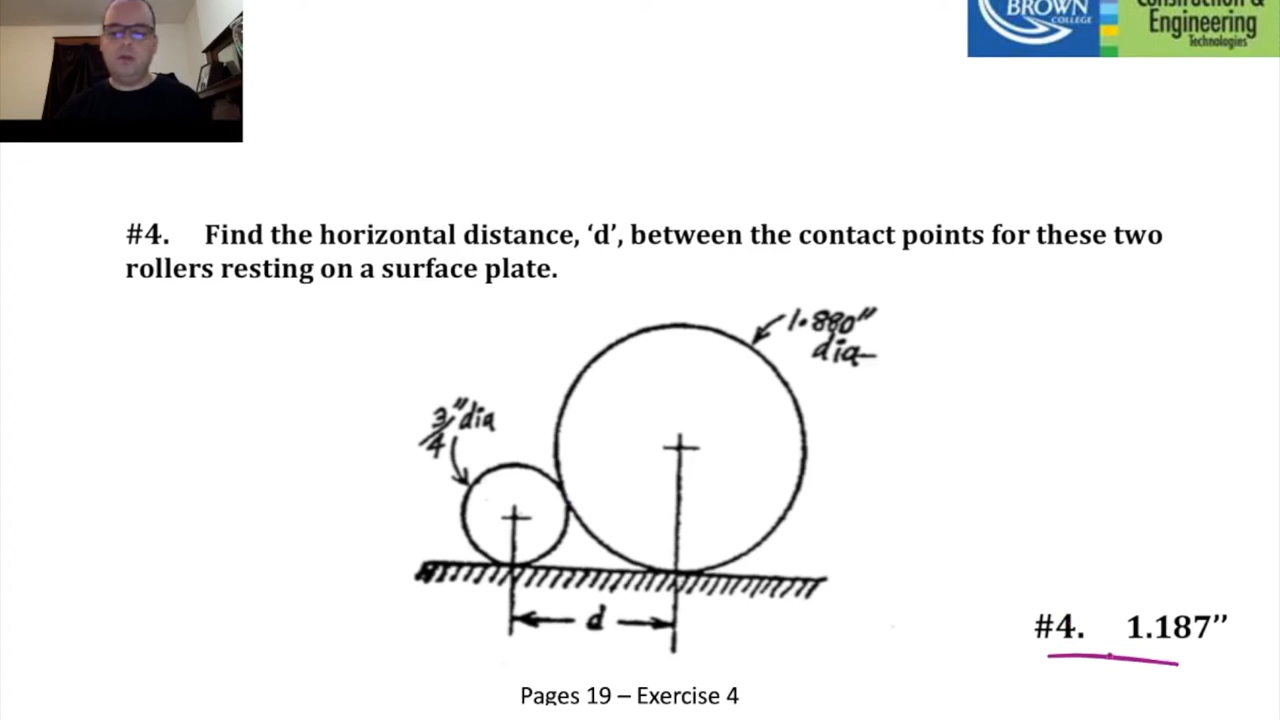 BROWN
COLLEGE
Construction &
Engineering
Technologies
#4. Find the horizontal distance, ‘d’, between the contact points for these two
rollers resting on a surface plate.
1.880"
dia
3/4" dia
d
#4. 1.187”
Pages 19 – Exercise 4